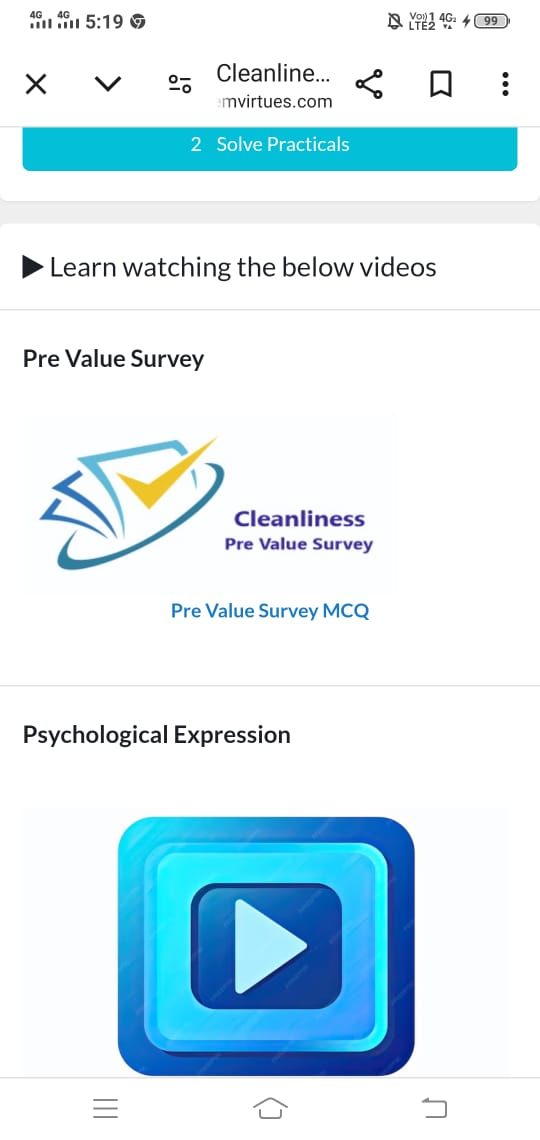 4G 4G 5:19 Vo)) 1 4G LTE2 99
Cleanline...
mvirtues.com
2 Solve Practicals
Learn watching the below videos
Pre Value Survey
Cleanliness
Pre Value Survey
Pre Value Survey MCQ
Psychological Expression